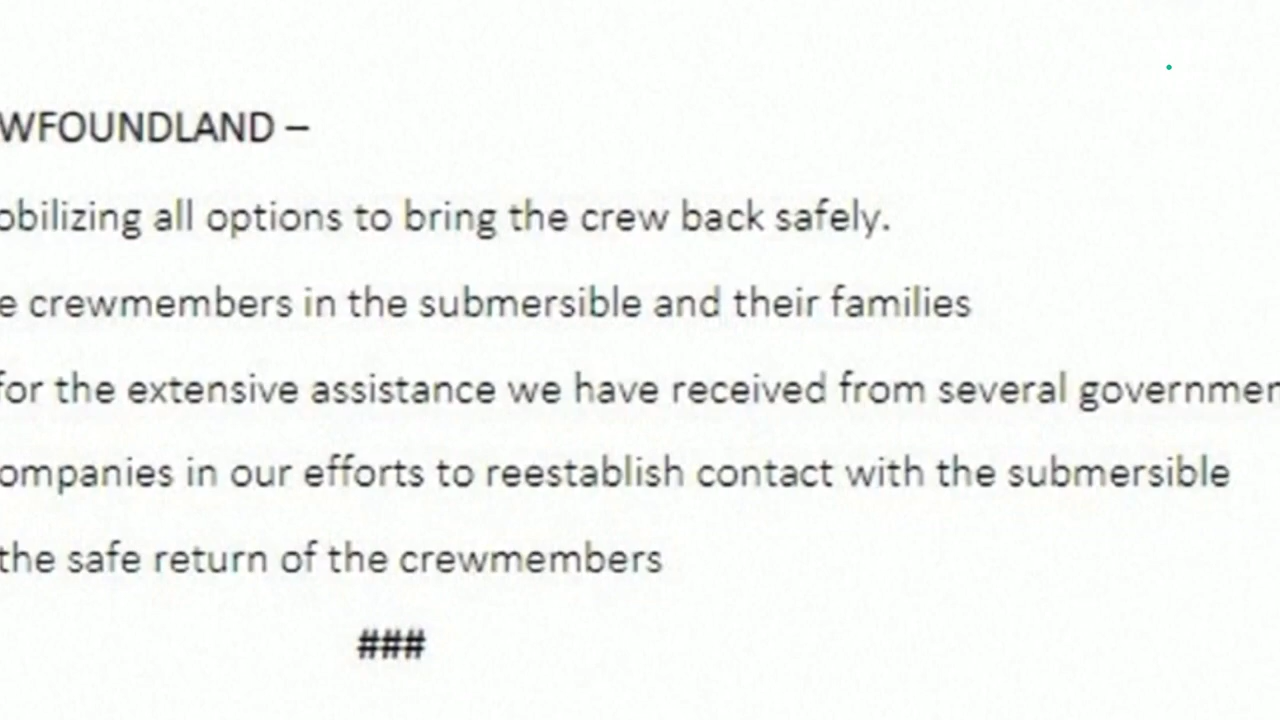 WFOUNDLAND –
obilizing all options to bring the crew back safely.
e crewmembers in the submersible and their families
for the extensive assistance we have received from several governmen
ompanies in our efforts to reestablish contact with the submersible
the safe return of the crewmembers
###